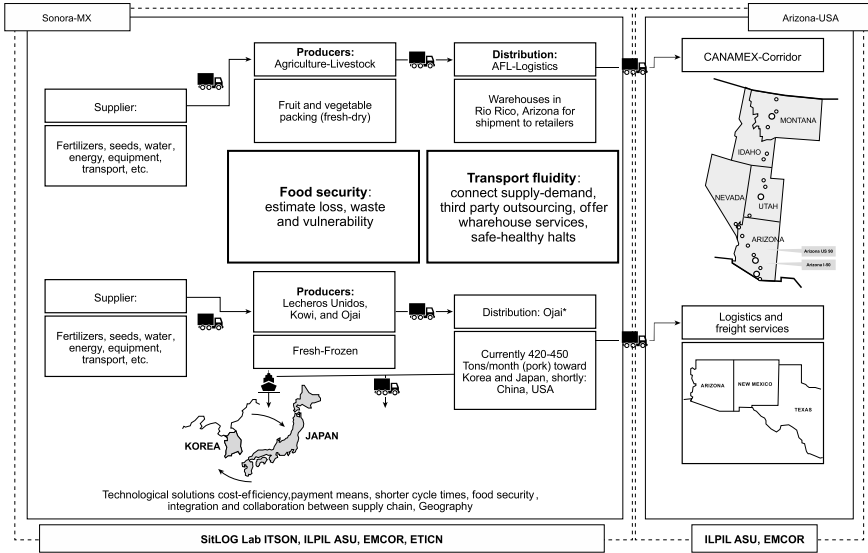 Sonora-MX
Arizona-USA
Producers:
Agriculture-Livestock
Distribution:
AFL-Logistics
CANAMEX-Corridor
Supplier:
Fruit and vegetable
packing (fresh-dry)
Warehouses in
Rio Rico, Arizona for
shipment to retailers
Fertilizers, seeds, water,
energy, equipment,
transport, etc.
MONTANA
IDAHO
NEVADA
UTAH
ARIZONA
Arizona US 90
Arizona I-60
Food security:
estimate loss, waste
and vulnerability
Transport fluidity:
connect supply-demand,
third party outsourcing, offer
wharehouse services,
safe-healthy halts
Supplier:
Producers:
Lecheros Unidos,
Kowi, and Ojai
Distribution: Ojai*
Logistics and
freight services
Fertilizers, seeds, water,
energy, equipment,
transport, etc.
Fresh-Frozen
Currently 420-450
Tons/month (pork) toward
Korea and Japan, shortly:
China, USA
ARIZONA
NEW MEXICO
TEXAS
KOREA
JAPAN
Technological solutions cost-efficiency,payment means, shorter cycle times, food security,
integration and collaboration between supply chain, Geography
SitLOG Lab ITSON, ILPIL ASU, EMCOR, ETICN
ILPIL ASU, EMCOR